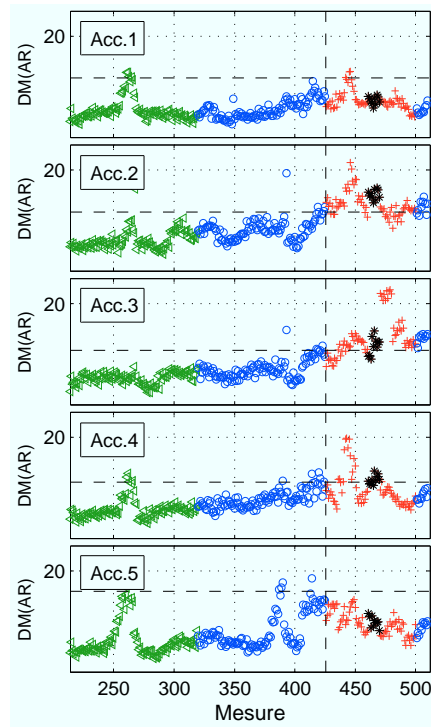 Acc.1
20
DM(AR)
Acc.2
20
DM(AR)
Acc.3
20
DM(AR)
Acc.4
20
DM(AR)
Acc.5
20
DM(AR)
250 300 350 400 450 500
Mesure